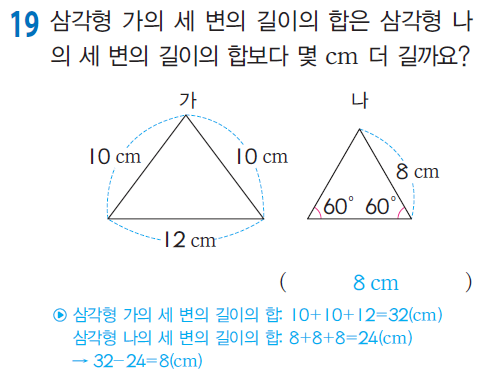 19 삼각형 가의 세 변의 길이의 합은 삼각형 나
의 세 변의 길이의 합보다 몇 cm 더 길까요?
가
나
10 cm
10 cm
12 cm
8 cm
60° 60°
( 8 cm )
▶ 삼각형 가의 세 변의 길이의 합: 10+10+12=32(cm)
삼각형 나의 세 변의 길이의 합: 8+8+8=24(cm)
→ 32-24=8(cm)